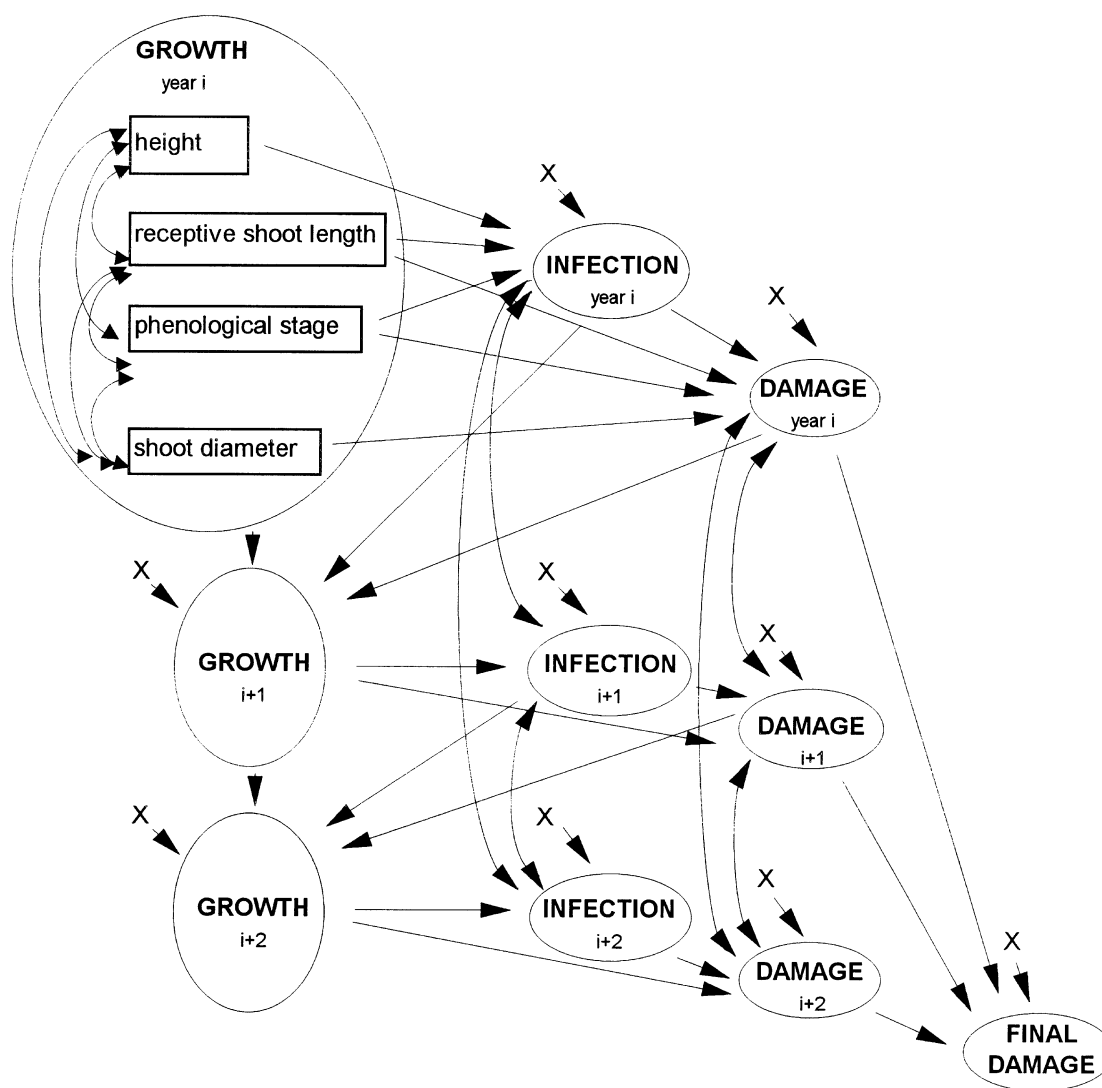 GROWTH
year i
height
X
receptive shoot length
INFECTION
year i
X
phenological stage
DAMAGE
year i
shoot diameter
X
X
X
GROWTH
i+1
INFECTION
i+1
DAMAGE
i+1
X
X
X
GROWTH
i+2
INFECTION
i+2
X
DAMAGE
i+2
FINAL
DAMAGE